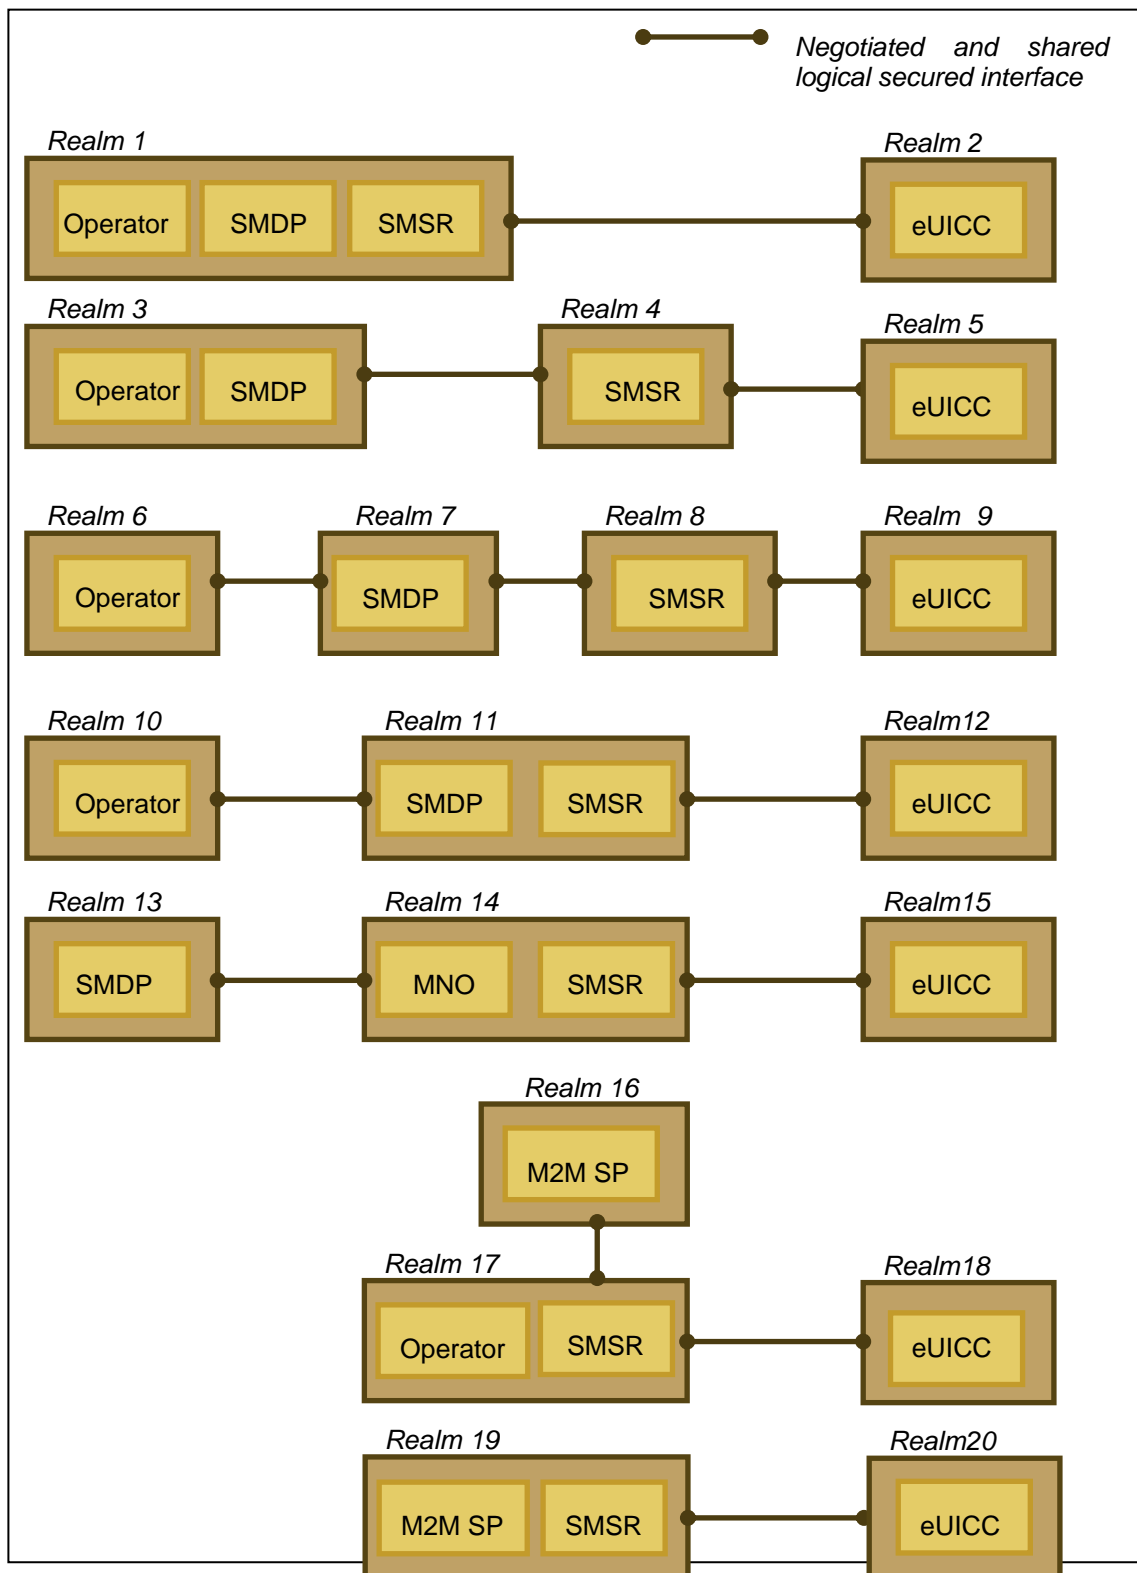 Negotiated and shared
logical secured interface
Realm 1
Realm 2
Operator
SMDP
SMSR
eUICC
Realm 3
Realm 4
Realm 5
Operator
SMDP
SMSR
eUICC
Realm 6
Realm 7
Realm 8
Realm 9
Operator
SMDP
SMSR
eUICC
Realm 10
Realm 11
Realm12
Operator
SMDP
SMSR
eUICC
Realm 13
Realm 14
Realm15
SMDP
MNO
SMSR
eUICC
Realm 16
M2M SP
Realm 17
Realm18
Operator
SMSR
eUICC
Realm 19
Realm20
M2M SP
SMSR
eUICC